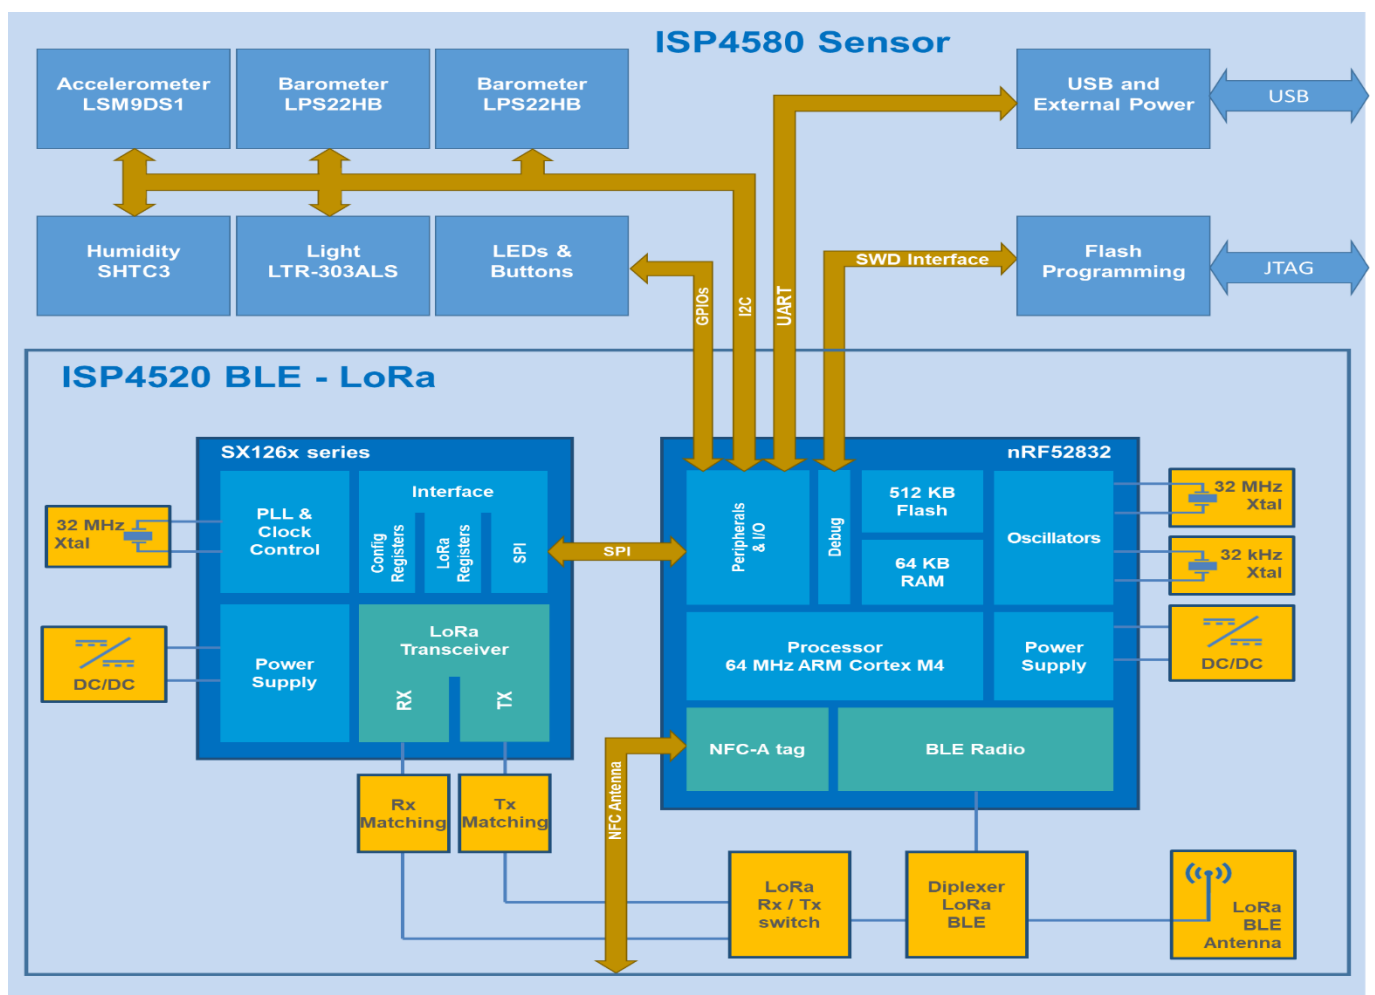 ISP4580 Sensor
Accelerometer
LSM9DS1
Barometer
LPS22HB
Barometer
LPS22HB
USB and
External Power
USB
Humidity
SHTC3
Light
LTR-303ALS
LEDs &
Buttons
SWD Interface
Flash
Programming
JTAG
GPIOs
I2C
UART
ISP4520 BLE - LoRa
SX126x series
PLL &
Clock
Control
Interface
Config
Registers
LoRa
Registers
SPI
32 MHz
Xtal
SPI
Power
Supply
LoRa
Transceiver
RX
TX
DC/DC
nRF52832
Peripherals
& I/O
Debug
512 KB
Flash
64 KB
RAM
Oscillators
32 MHz
Xtal
32 kHz
Xtal
Processor
64 MHz ARM Cortex M4
Power
Supply
DC/DC
NFC-A tag
BLE Radio
NFC Antenna
Rx
Matching
Tx
Matching
LoRa
Rx / Tx
switch
Diplexer
LoRa
BLE
LoRa
BLE
Antenna